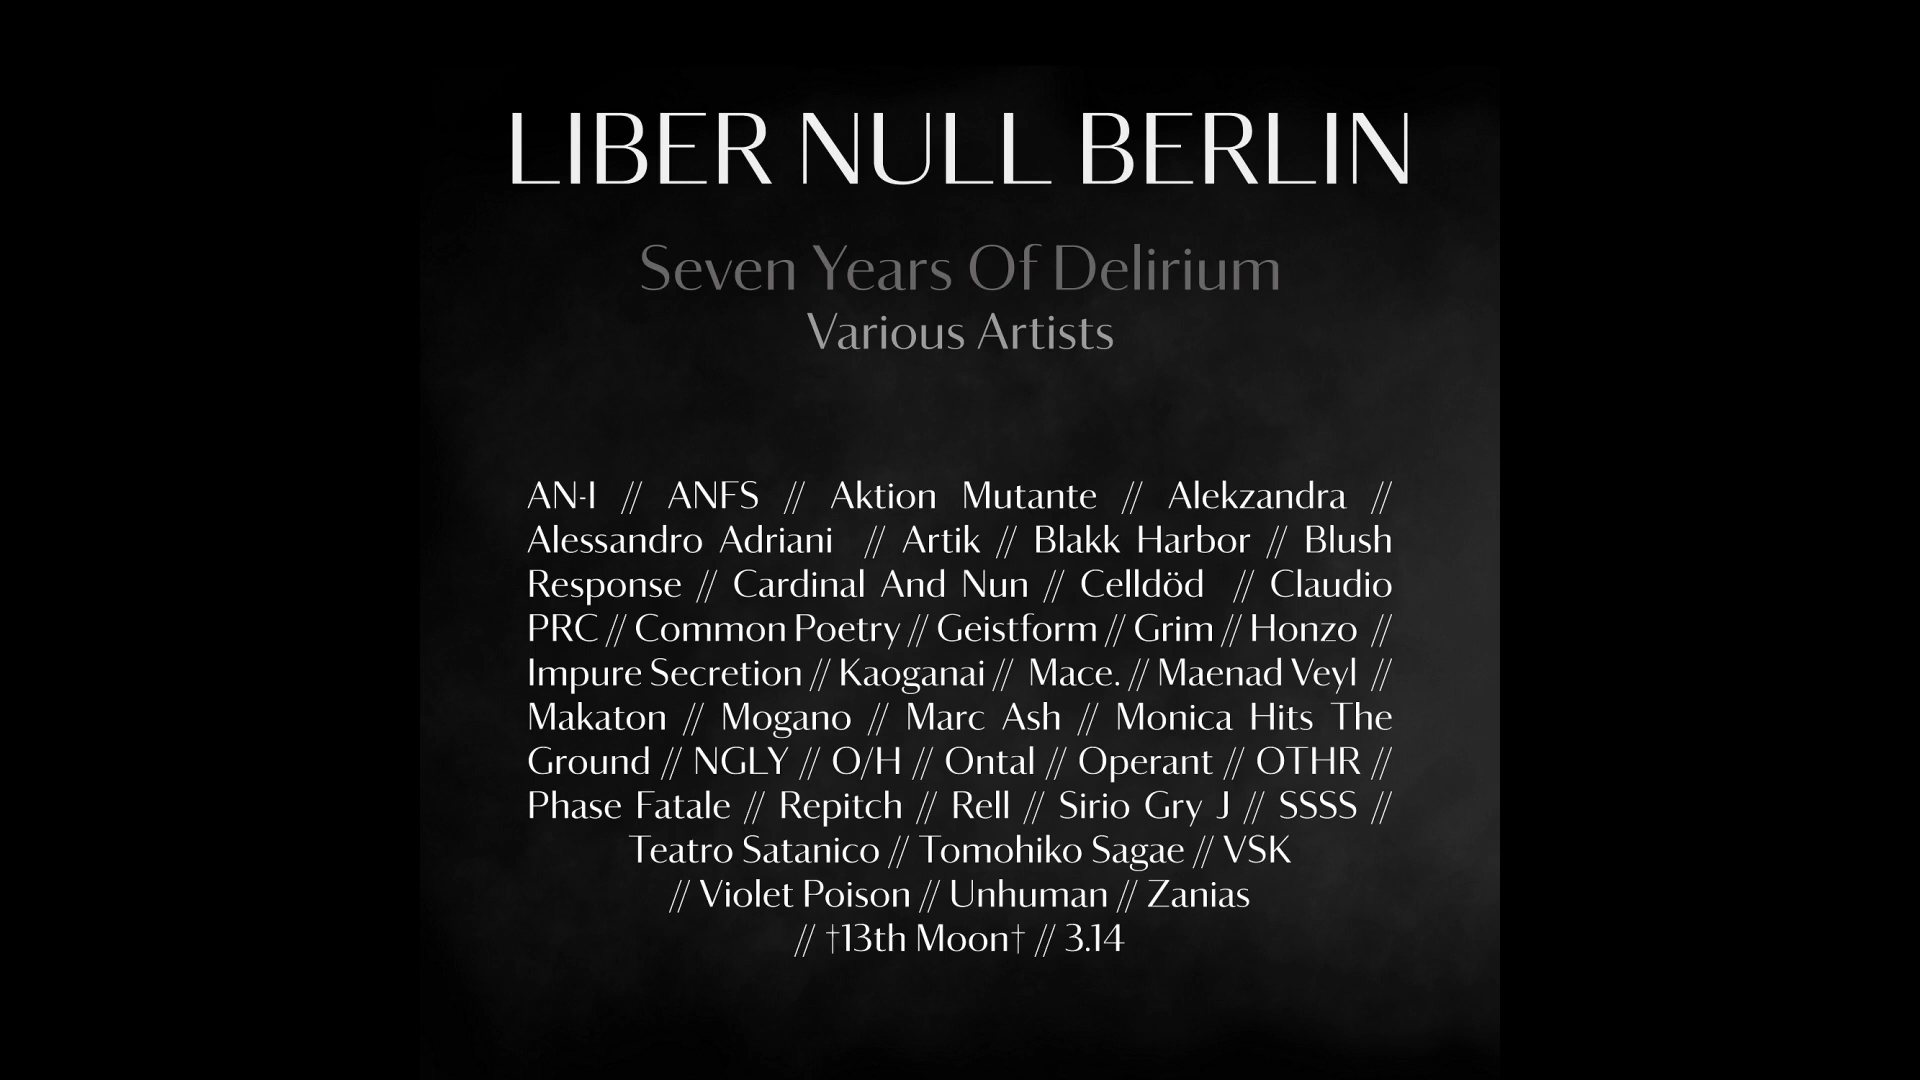 LIBER NULL BERLIN
Seven Years Of Delirium
Various Artists
AN-I // ANFS // Aktion Mutante // Alekzandra //
Alessandro Adriani // Artik // Blakk Harbor // Blush
Response // Cardinal And Nun // Celldöd // Claudio
PRC // Common Poetry // Geistform // Grim // Honzo //
Impure Secretion // Kaoganai // Mace. // Maenad Veyl //
Makaton // Mogano // Marc Ash // Monica Hits The
Ground // NGLY // O/H // Ontal // Operant // OTHR //
Phase Fatale // Repitch // Rell // Sirio Gry J // SSSS //
Teatro Satanico // Tomohiko Sagae // VSK
// Violet Poison // Unhuman // Zanias
// †13th Moon† // 3.14